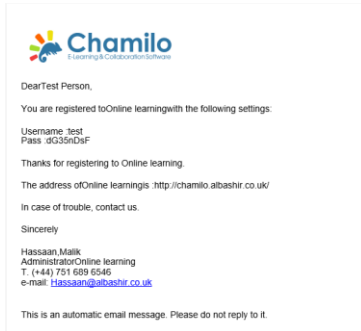 Chamilo
E-Learning & Collaboration Software
DearTest Person,
You are registered toOnline learningwith the following settings:
Username :test
Pass :dG35nDsF
Thanks for registering to Online learning.
The address ofOnline learningis :http://chamilo.albashir.co.uk/
In case of trouble, contact us.
Sincerely
Hassaan,Malik
AdministratorOnline learning
T. (+44) 751 689 6546
e-mail: Hassaan@albashir.co.uk
This is an automatic email message. Please do not reply to it.